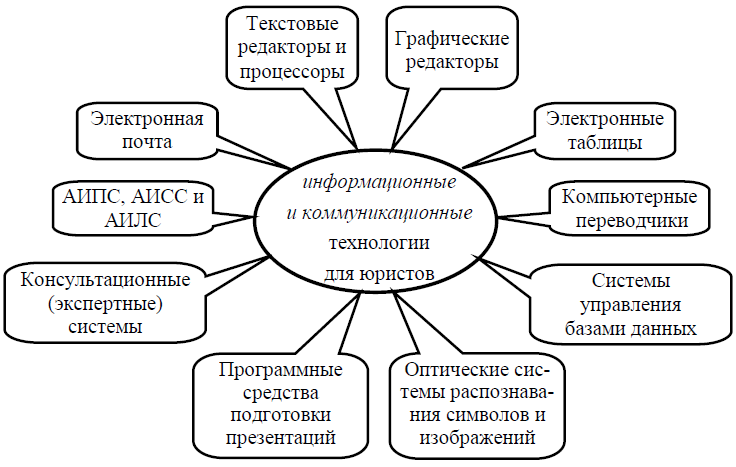 Текстовые
редакторы и
процессоры
Графические
редакторы
Электронная
почта
Электронные
таблицы
АИПС, АИСС и
АИЛС
информационные
и коммуникационные
технологии
для юристов
Компьютерные
переводчики
Консультационные
(экспертные)
системы
Системы
управления
базами данных
Программные
средства
подготовки
презентаций
Оптические сис-
темы распознава-
ния символов и
изображений